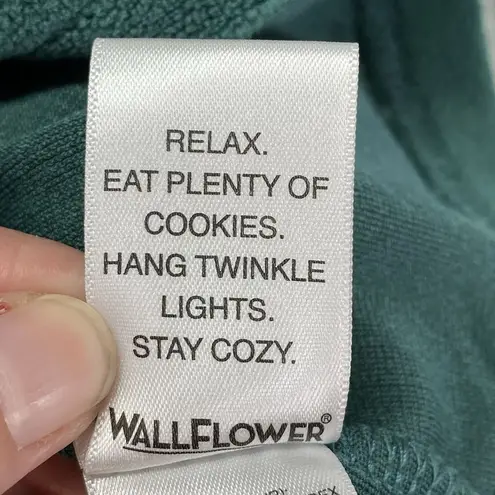 RELAX.
EAT PLENTY OF
COOKIES.
HANG TWINKLE
LIGHTS.
STAY COZY.
WALLFLOWER®